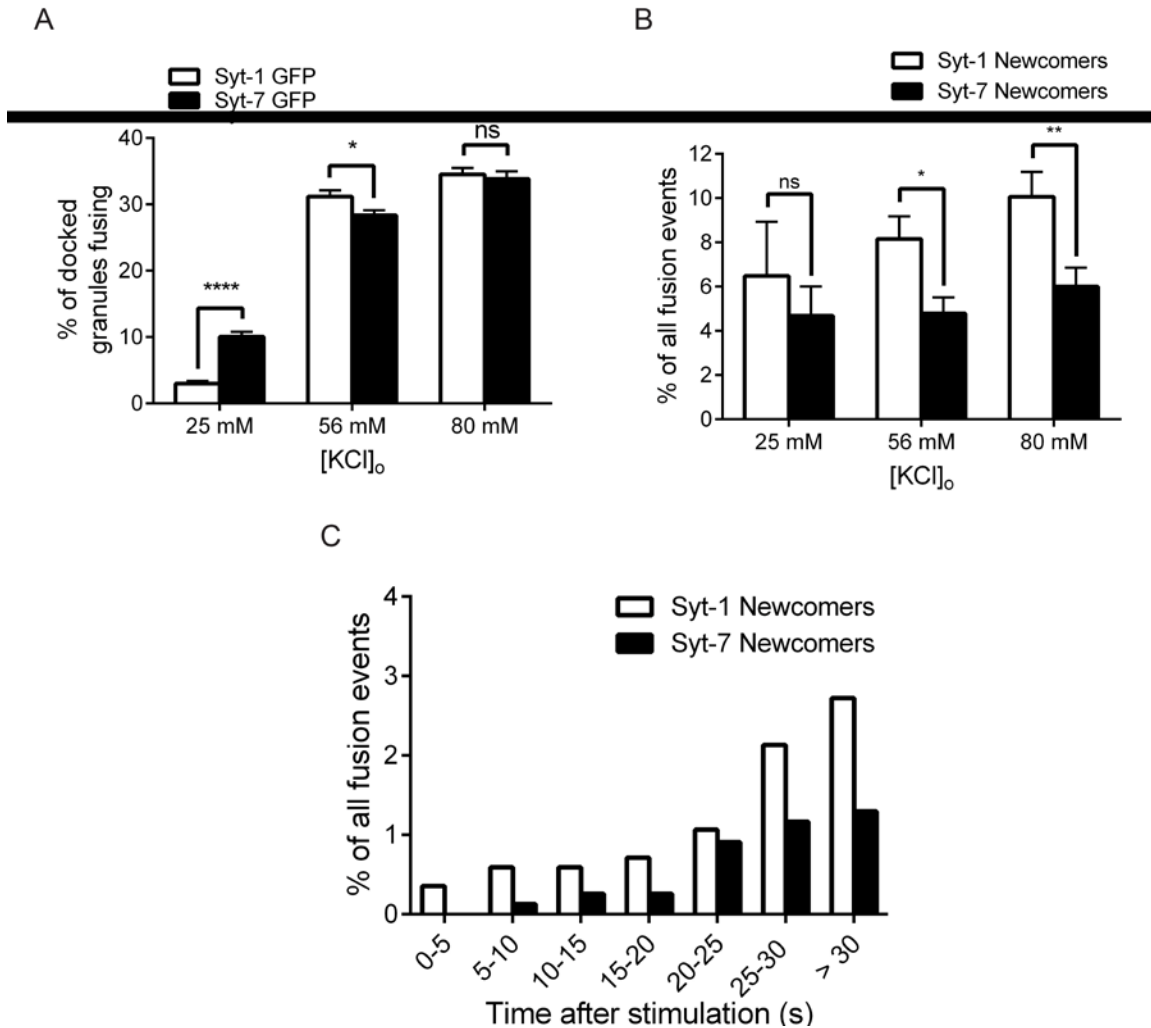 A
Syt-1 GFP
Syt-7 GFP
% of docked
granules fusing
40
30
20
10
0
****
*
ns
25 mM
56 mM
80 mM
[KCl]o
B
Syt-1 Newcomers
Syt-7 Newcomers
% of all fusion events
12
10
8
6
4
2
0
ns
*
**
25 mM
56 mM
80 mM
[KCl]o
C
Syt-1 Newcomers
Syt-7 Newcomers
% of all fusion events
4
3
2
1
0
0-5
5-10
10-15
15-20
20-25
25-30
> 30
Time after stimulation (s)